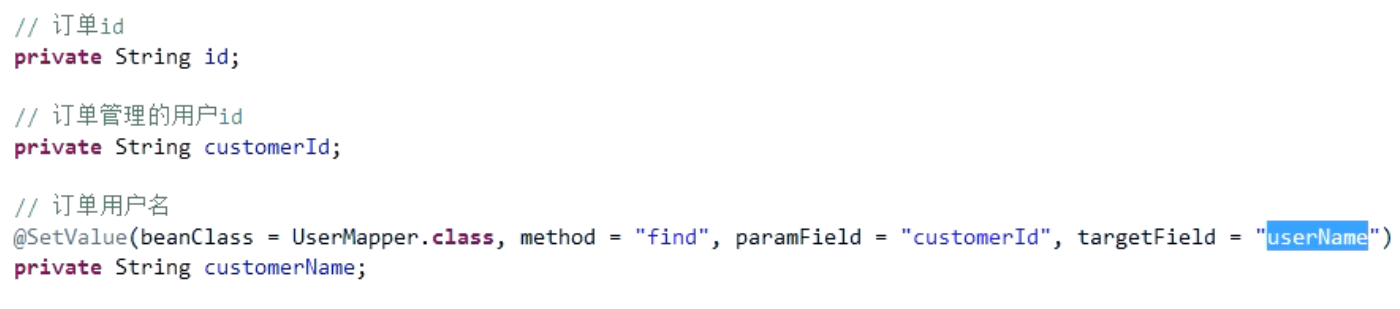 // 订单id
private String id;
// 订单管理的用户id
private String customerId;
// 订单用户名
@SetValue(beanClass = UserMapper.class, method = "find", paramField = "customerId", targetField = "userName")
private String customerName;